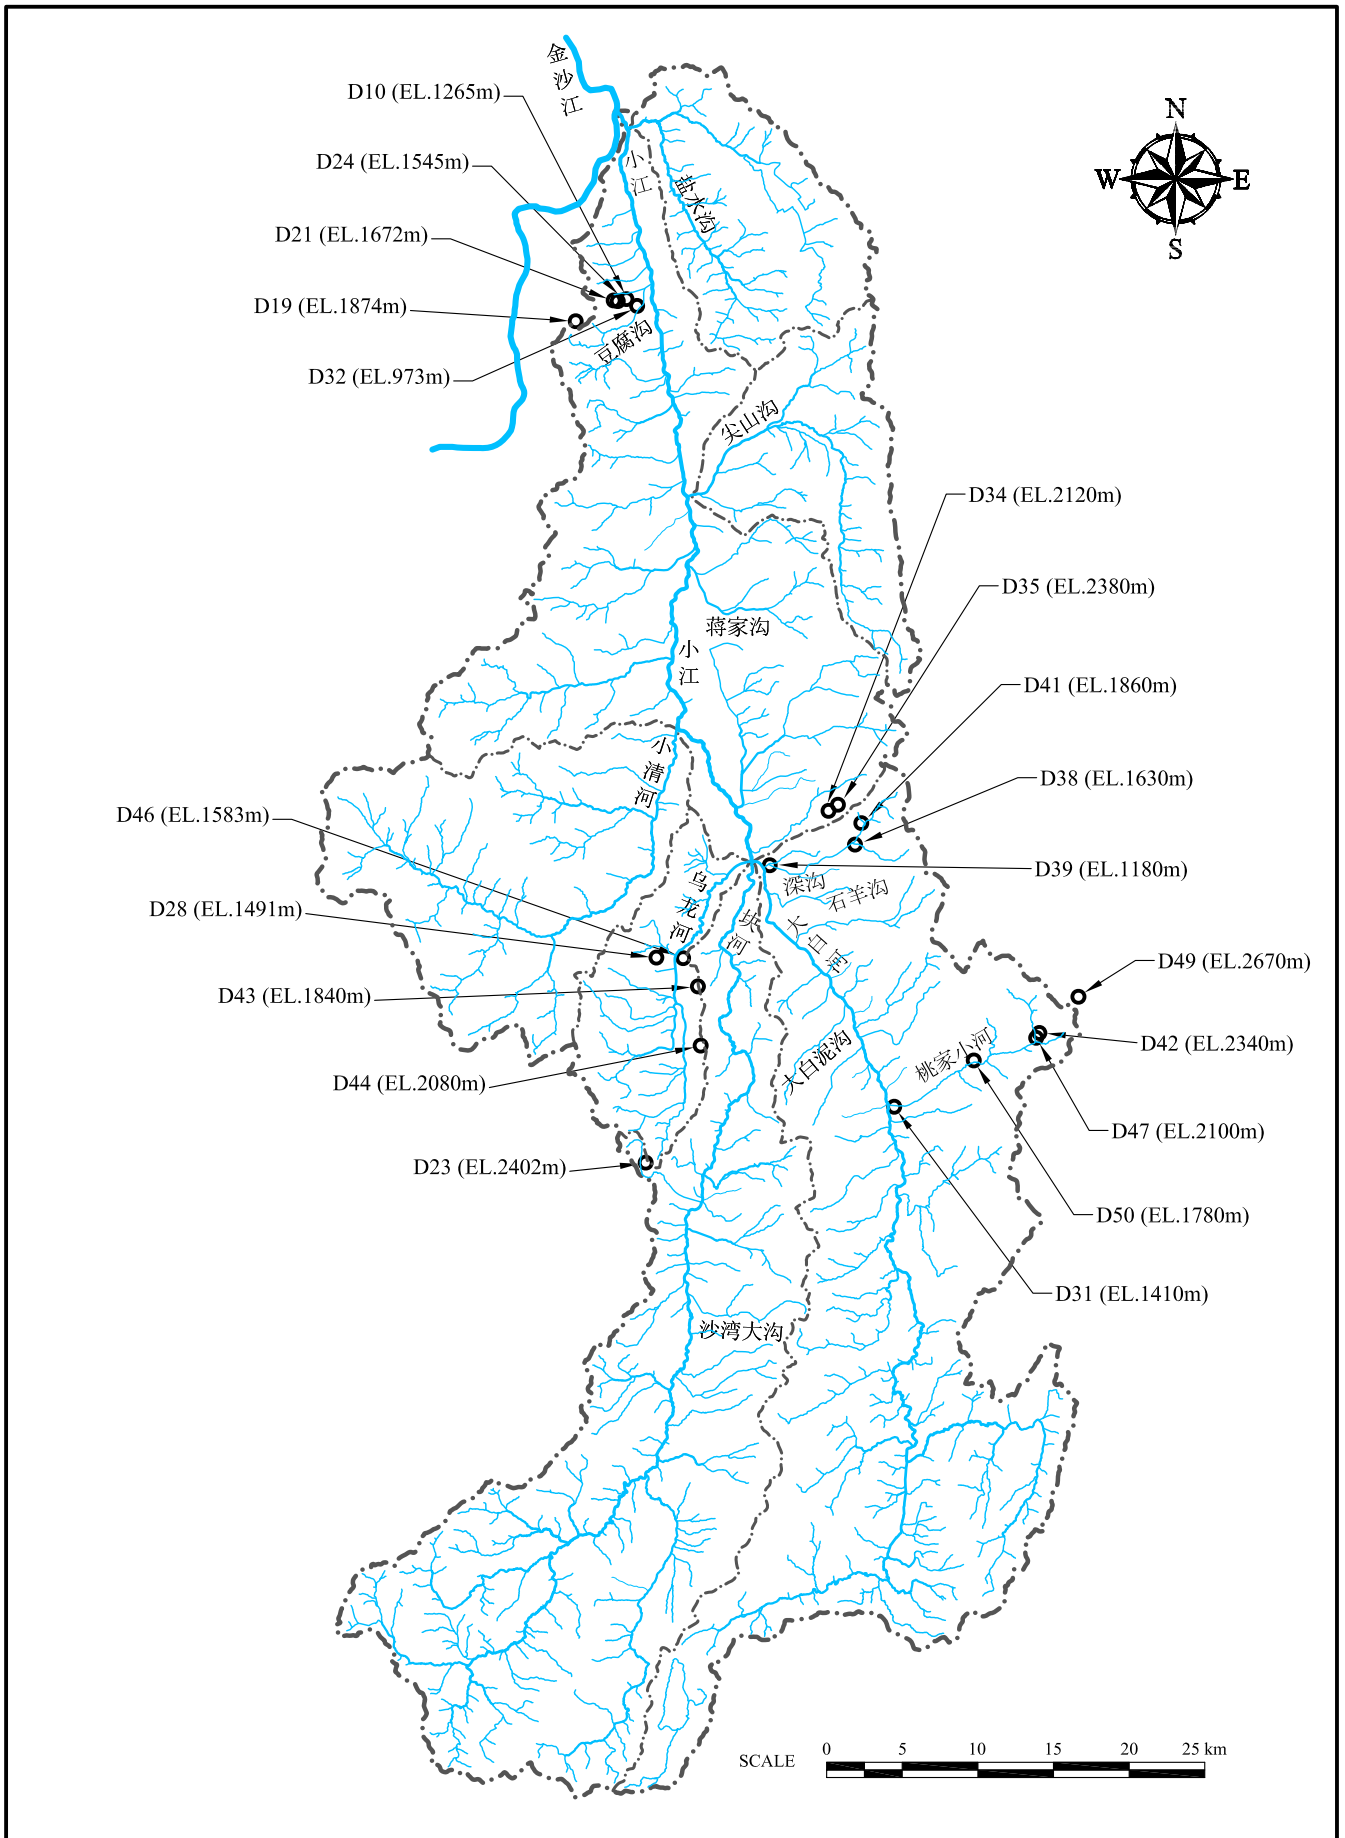 金沙江
D10 (EL.1265m)
N
W
E
S
D24 (EL.1545m)
小江
盐水沟
D21 (EL.1672m)
D19 (EL.1874m)
豆腐沟
D32 (EL.973m)
尖山沟
D34 (EL.2120m)
D35 (EL.2380m)
蒋家沟
小江
D41 (EL.1860m)
小清河
D38 (EL.1630m)
D46 (EL.1583m)
D39 (EL.1180m)
深沟
石羊沟
乌龙河
块河
大白河
D28 (EL.1491m)
D49 (EL.2670m)
D43 (EL.1840m)
D42 (EL.2340m)
大白泥沟
桃家小河
D44 (EL.2080m)
D47 (EL.2100m)
D23 (EL.2402m)
D50 (EL.1780m)
D31 (EL.1410m)
沙湾大沟
SCALE
0 5 10 15 20 25 km